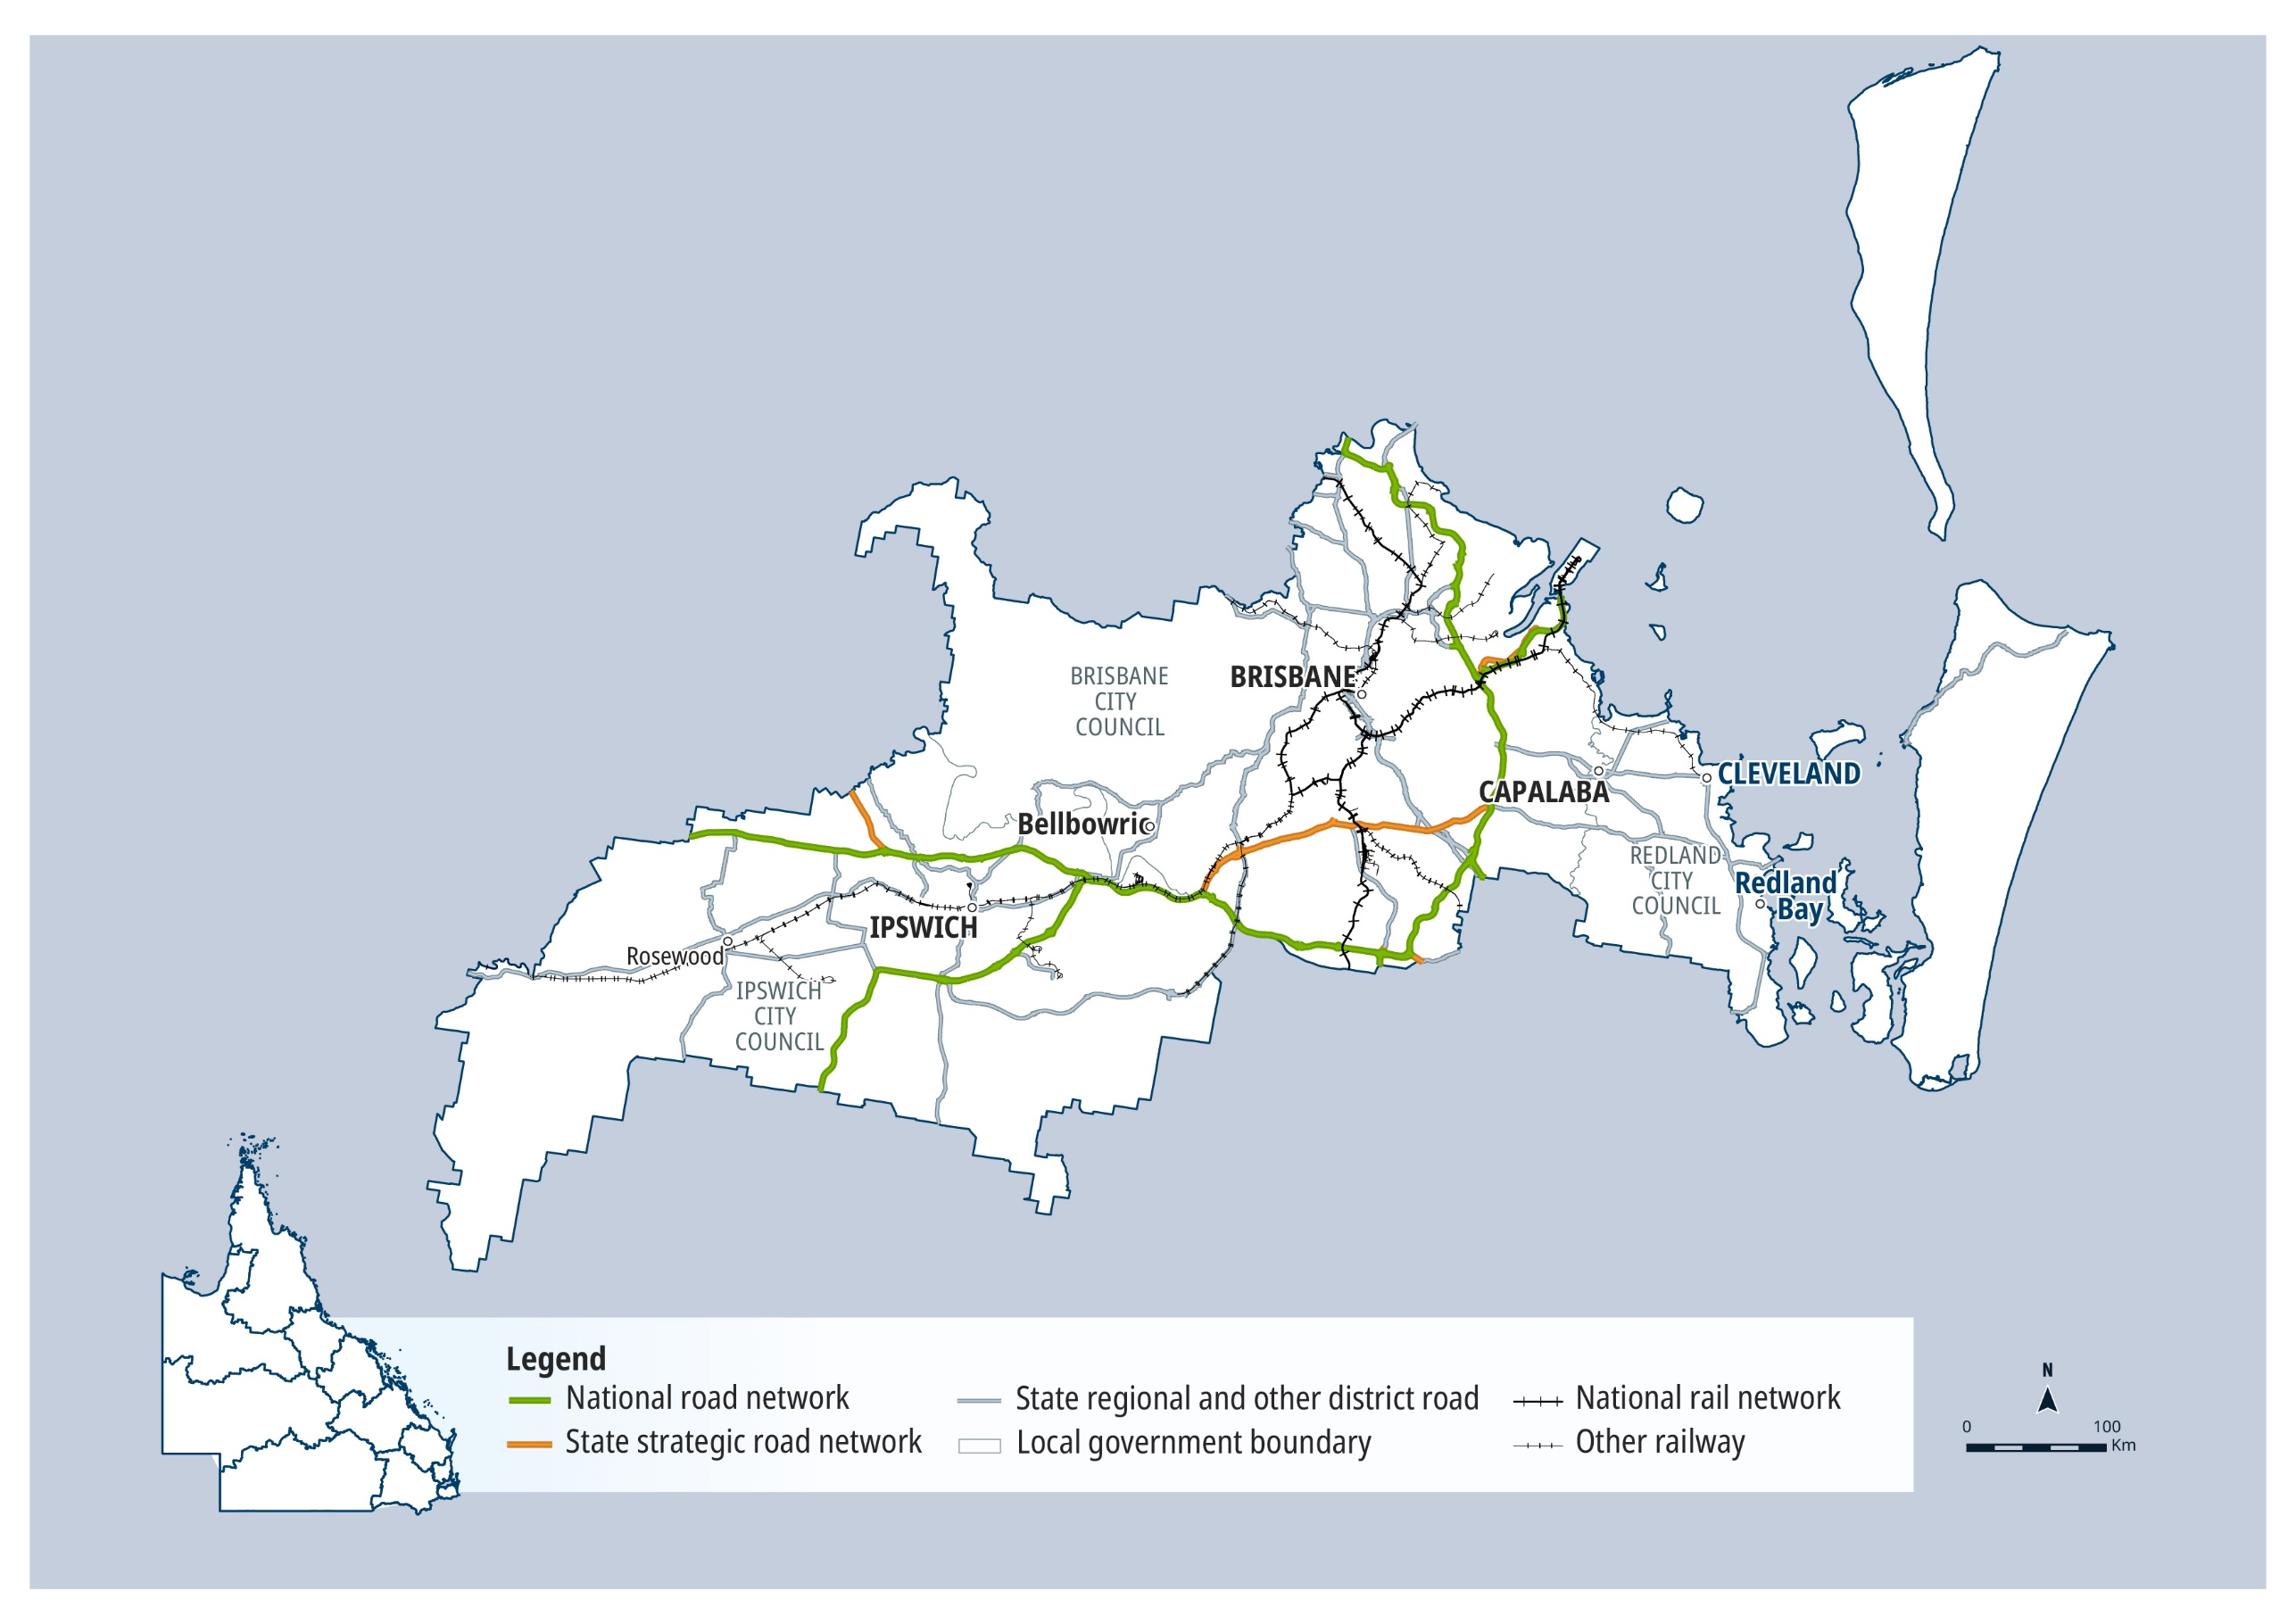 BRISBANE
CITY
COUNCIL
BRISBANE
CLEVELAND
CAPALABA
Bellbowrie
REDLAND
CITY
COUNCIL
Redland
Bay
IPSWICH
Rosewood
IPSWICH
CITY
COUNCIL
Legend
National road network
State strategic road network
State regional and other district road
Local government boundary
National rail network
Other railway
N
0 100
Km